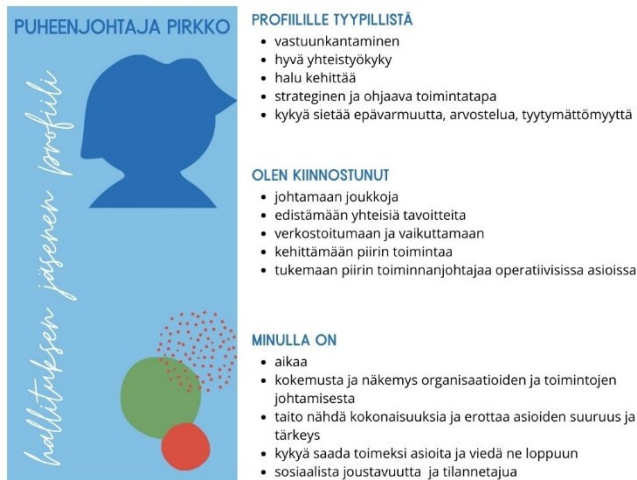 PUHEENJOHTAJA PIRKKO
hallituksen jäsenen profiili
PROFIILILLE TYYPILLISTÄ
• vastuunkantaminen
• hyvä yhteistyökyky
• halu kehittää
• strateginen ja ohjaava toimintatapa
• kykyä sietää epävarmuutta, arvostelua, tyytymättömyyttä
OLEN KIINNOSTUNUT
• johtamaan joukkoja
• edistämään yhteisiä tavoitteita
• verkostoitumaan ja vaikuttamaan
• kehittämään piirin toimintaa
• tukemaan piirin toiminnanjohtajaa operatiivisissa asioissa
MINULLA ON
• aikaa
• kokemusta ja näkemys organisaatioiden ja toimintojen
johtamisesta
• taito nähdä kokonaisuuksia ja erottaa asioiden suuruus ja
tärkeys
• kykyä saada toimeksi asioita ja viedä ne loppuun
• sosiaalista joustavuutta ja tilannetajua